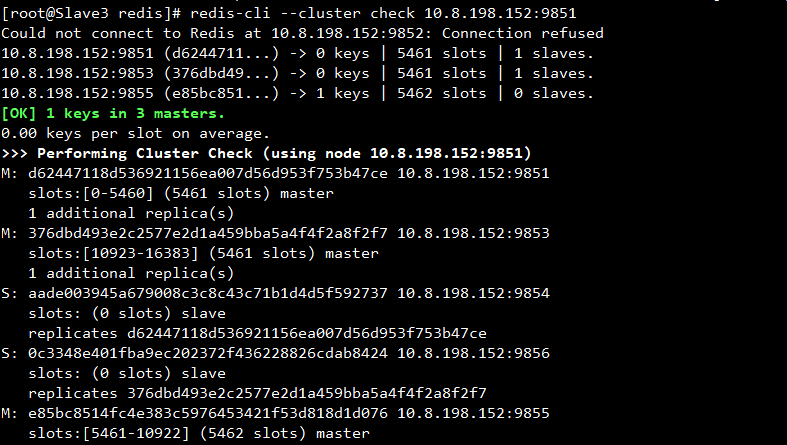 [root@Slave3 redis]# redis-cli --cluster check 10.8.198.152:9851
Could not connect to Redis at 10.8.198.152:9852: Connection refused
10.8.198.152:9851 (d6244711...) -> 0 keys | 5461 slots | 1 slaves.
10.8.198.152:9853 (376dbd49...) -> 0 keys | 5461 slots | 1 slaves.
10.8.198.152:9855 (e85bc851...) -> 1 keys | 5462 slots | 0 slaves.
[OK] 1 keys in 3 masters.
0.00 keys per slot on average.
>>> Performing Cluster Check (using node 10.8.198.152:9851)
M: d62447118d536921156ea007d56d953f753b47ce 10.8.198.152:9851
   slots:[0-5460] (5461 slots) master
   1 additional replica(s)
M: 376dbd493e2c2577e2d1a459bba5a4f4f2a8f2f7 10.8.198.152:9853
   slots:[10923-16383] (5461 slots) master
   1 additional replica(s)
S: aade003945a679008c3c8c43c71b1d4d5f592737 10.8.198.152:9854
   slots: (0 slots) slave
   replicates d62447118d536921156ea007d56d953f753b47ce
S: 0c3348e401fba9ec202372f436228826cdab8424 10.8.198.152:9856
   slots: (0 slots) slave
   replicates 376dbd493e2c2577e2d1a459bba5a4f4f2a8f2f7
M: e85bc8514fc4e383c5976453421f53d818d1d076 10.8.198.152:9855
   slots:[5461-10922] (5462 slots) master